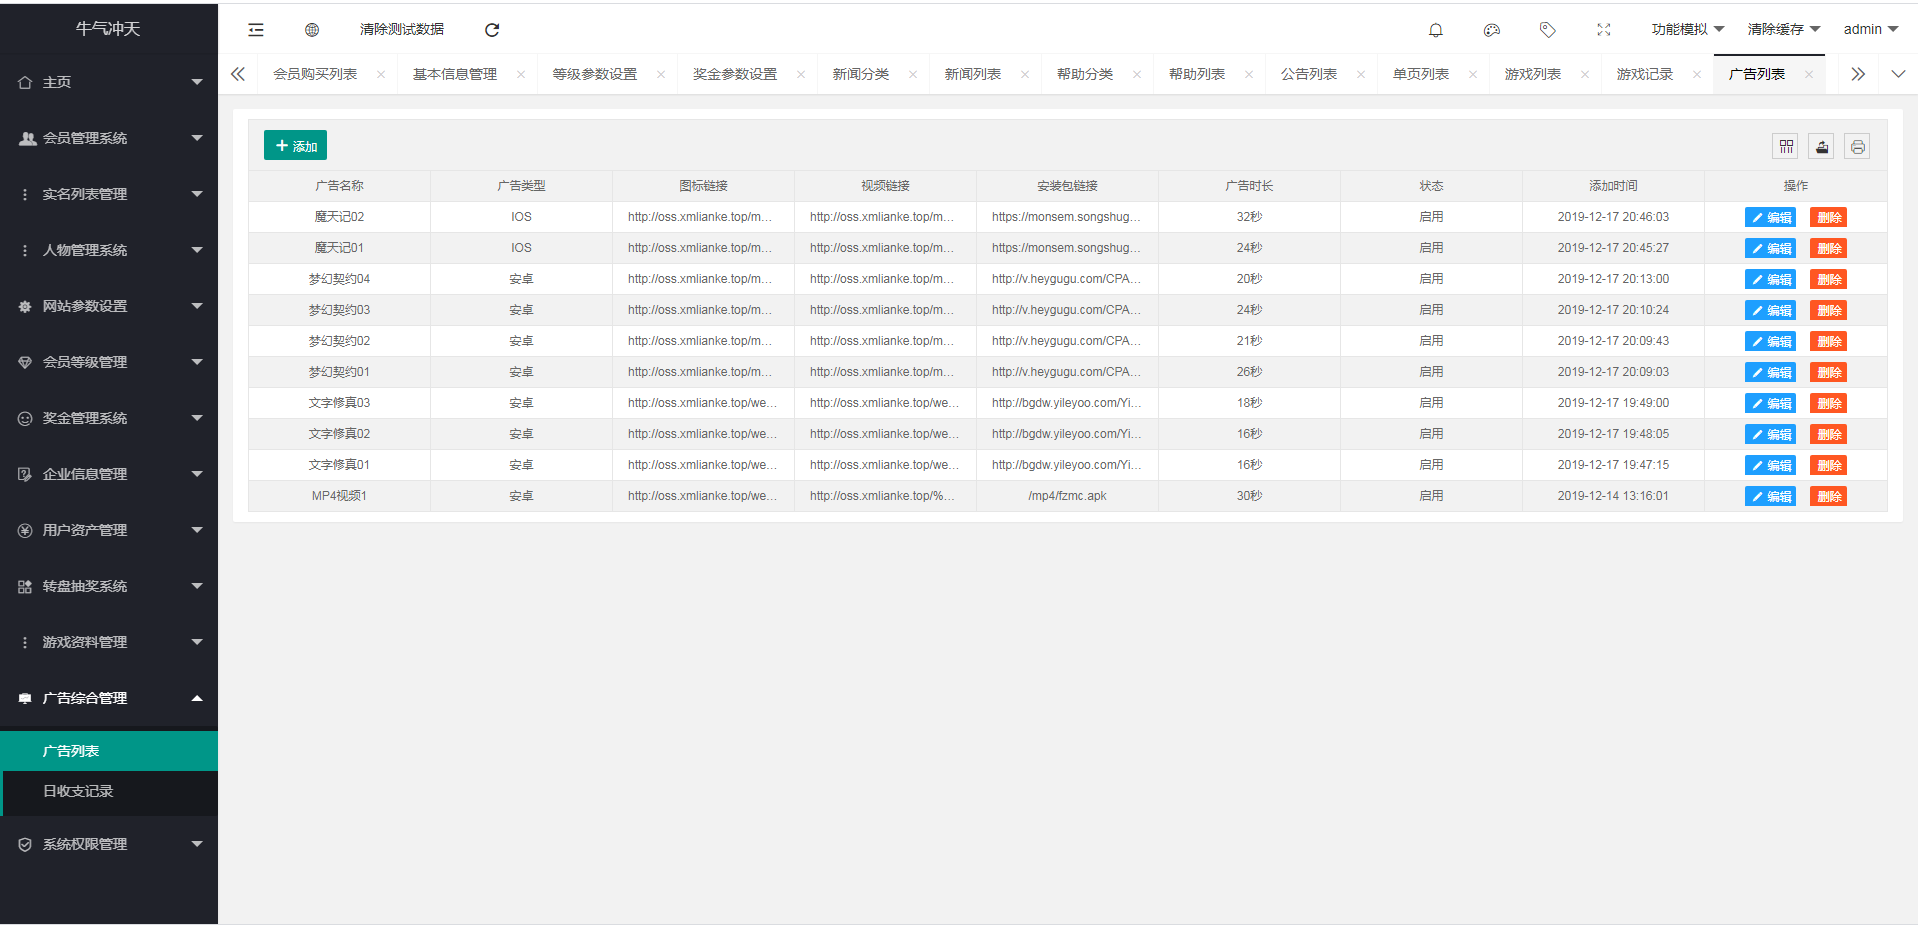 牛气冲天
清除测试数据
功能模拟
清除缓存
admin
会员购买列表
基本信息管理
等级参数设置
奖金参数设置
新闻分类
新闻列表
帮助分类
帮助列表
公告列表
单页列表
游戏列表
游戏记录
广告列表
主页
会员管理系统
实名列表管理
人物管理系统
网站参数设置
会员等级管理
奖金管理系统
企业信息管理
用户资产管理
转盘抽奖系统
游戏资料管理
广告综合管理
广告列表
日收支记录
系统权限管理
添加
广告名称 广告类型 图标链接 视频链接 安装包链接 广告时长 状态 添加时间 操作
魔天记02 IOS http://oss.xmlianke.top/m... http://oss.xmlianke.top/m... https://monsem.songshug... 32秒 启用 2019-12-17 20:46:03 编辑 删除
魔天记01 IOS http://oss.xmlianke.top/m... http://oss.xmlianke.top/m... https://monsem.songshug... 24秒 启用 2019-12-17 20:45:27 编辑 删除
梦幻契约04 安卓 http://oss.xmlianke.top/m... http://oss.xmlianke.top/m... http://v.heygugu.com/CPA... 20秒 启用 2019-12-17 20:13:00 编辑 删除
梦幻契约03 安卓 http://oss.xmlianke.top/m... http://oss.xmlianke.top/m... http://v.heygugu.com/CPA... 24秒 启用 2019-12-17 20:10:24 编辑 删除
梦幻契约02 安卓 http://oss.xmlianke.top/m... http://oss.xmlianke.top/m... http://v.heygugu.com/CPA... 21秒 启用 2019-12-17 20:09:43 编辑 删除
梦幻契约01 安卓 http://oss.xmlianke.top/m... http://oss.xmlianke.top/m... http://v.heygugu.com/CPA... 26秒 启用 2019-12-17 20:09:03 编辑 删除
文字修真03 安卓 http://oss.xmlianke.top/we... http://oss.xmlianke.top/we... http://bgdw.yileyoo.com/Yi... 18秒 启用 2019-12-17 19:49:00 编辑 删除
文字修真02 安卓 http://oss.xmlianke.top/we... http://oss.xmlianke.top/we... http://bgdw.yileyoo.com/Yi... 16秒 启用 2019-12-17 19:48:05 编辑 删除
文字修真01 安卓 http://oss.xmlianke.top/we... http://oss.xmlianke.top/we... http://bgdw.yileyoo.com/Yi... 16秒 启用 2019-12-17 19:47:15 编辑 删除
MP4视频1 安卓 http://oss.xmlianke.top/we... http://oss.xmlianke.top/%... /mp4/fzmc.apk 30秒 启用 2019-12-14 13:16:01 编辑 删除